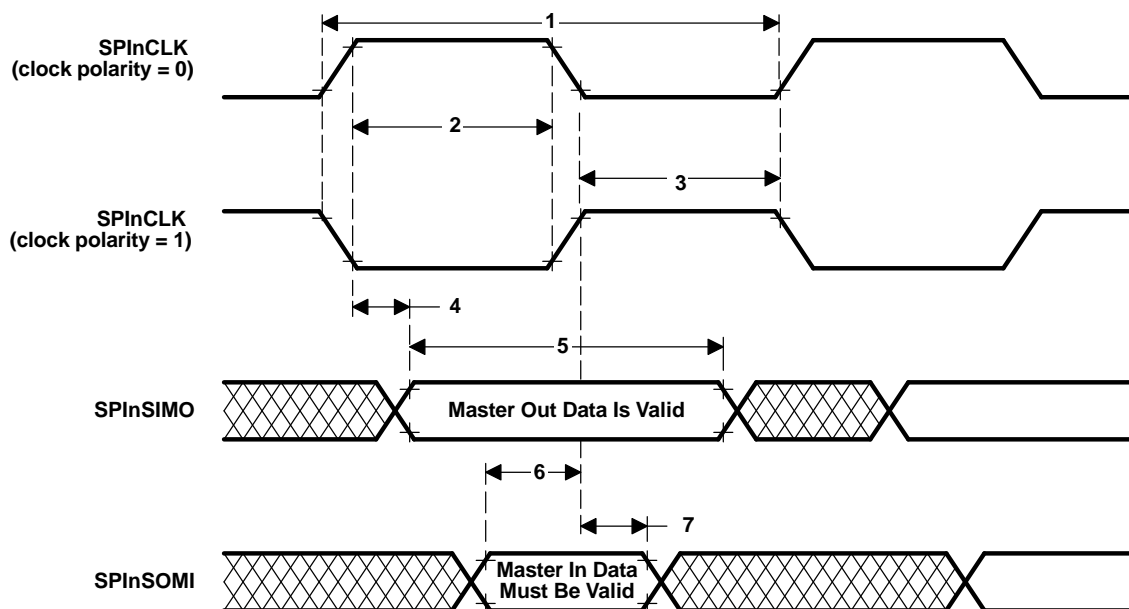 1
SPInCLK
(clock polarity = 0)
2
3
SPInCLK
(clock polarity = 1)
4
5
SPInSIMO
Master Out Data Is Valid
6
7
SPInSOMI
Master In Data
Must Be Valid